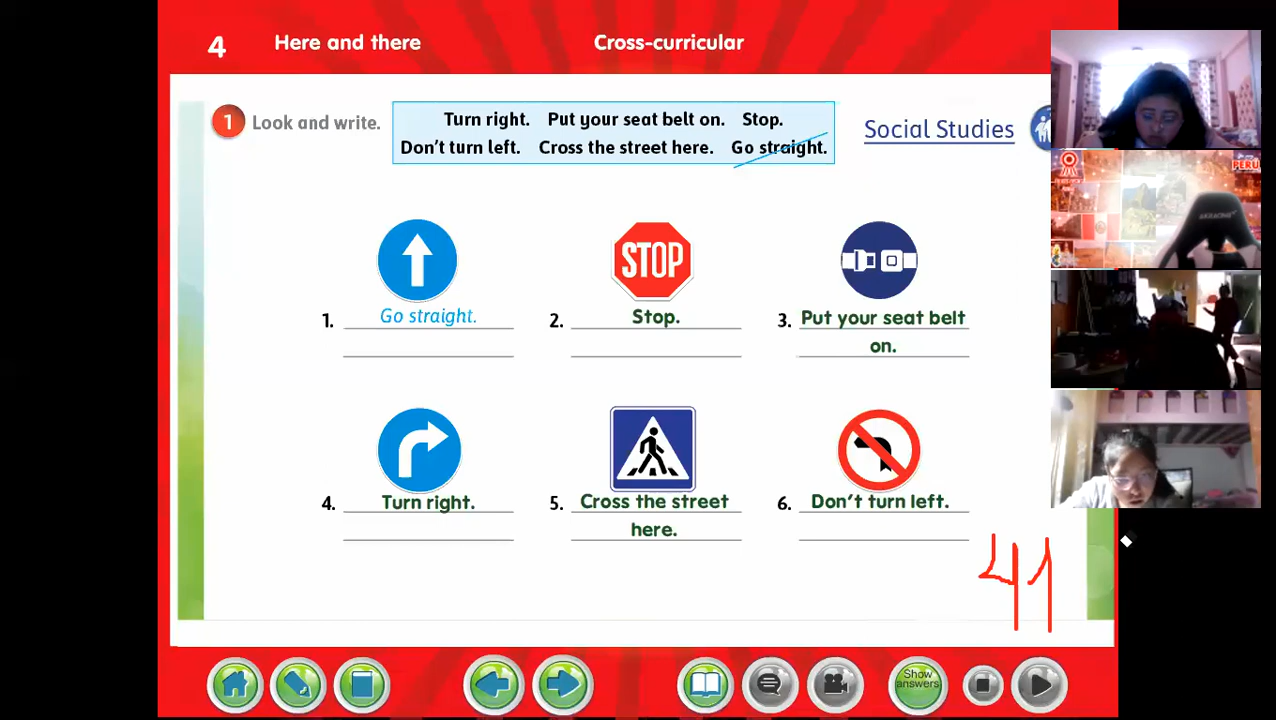 4 Here and there Cross-curricular
1 Look and write.
Turn right. Put your seat belt on. Stop.
Don't turn left. Cross the street here. Go straight.
Social Studies
STOP
1. Go straight.
2. Stop.
3. Put your seat belt
on.
4. Turn right.
5. Cross the street
here.
6. Don't turn left.
41
Show
answers
PERU